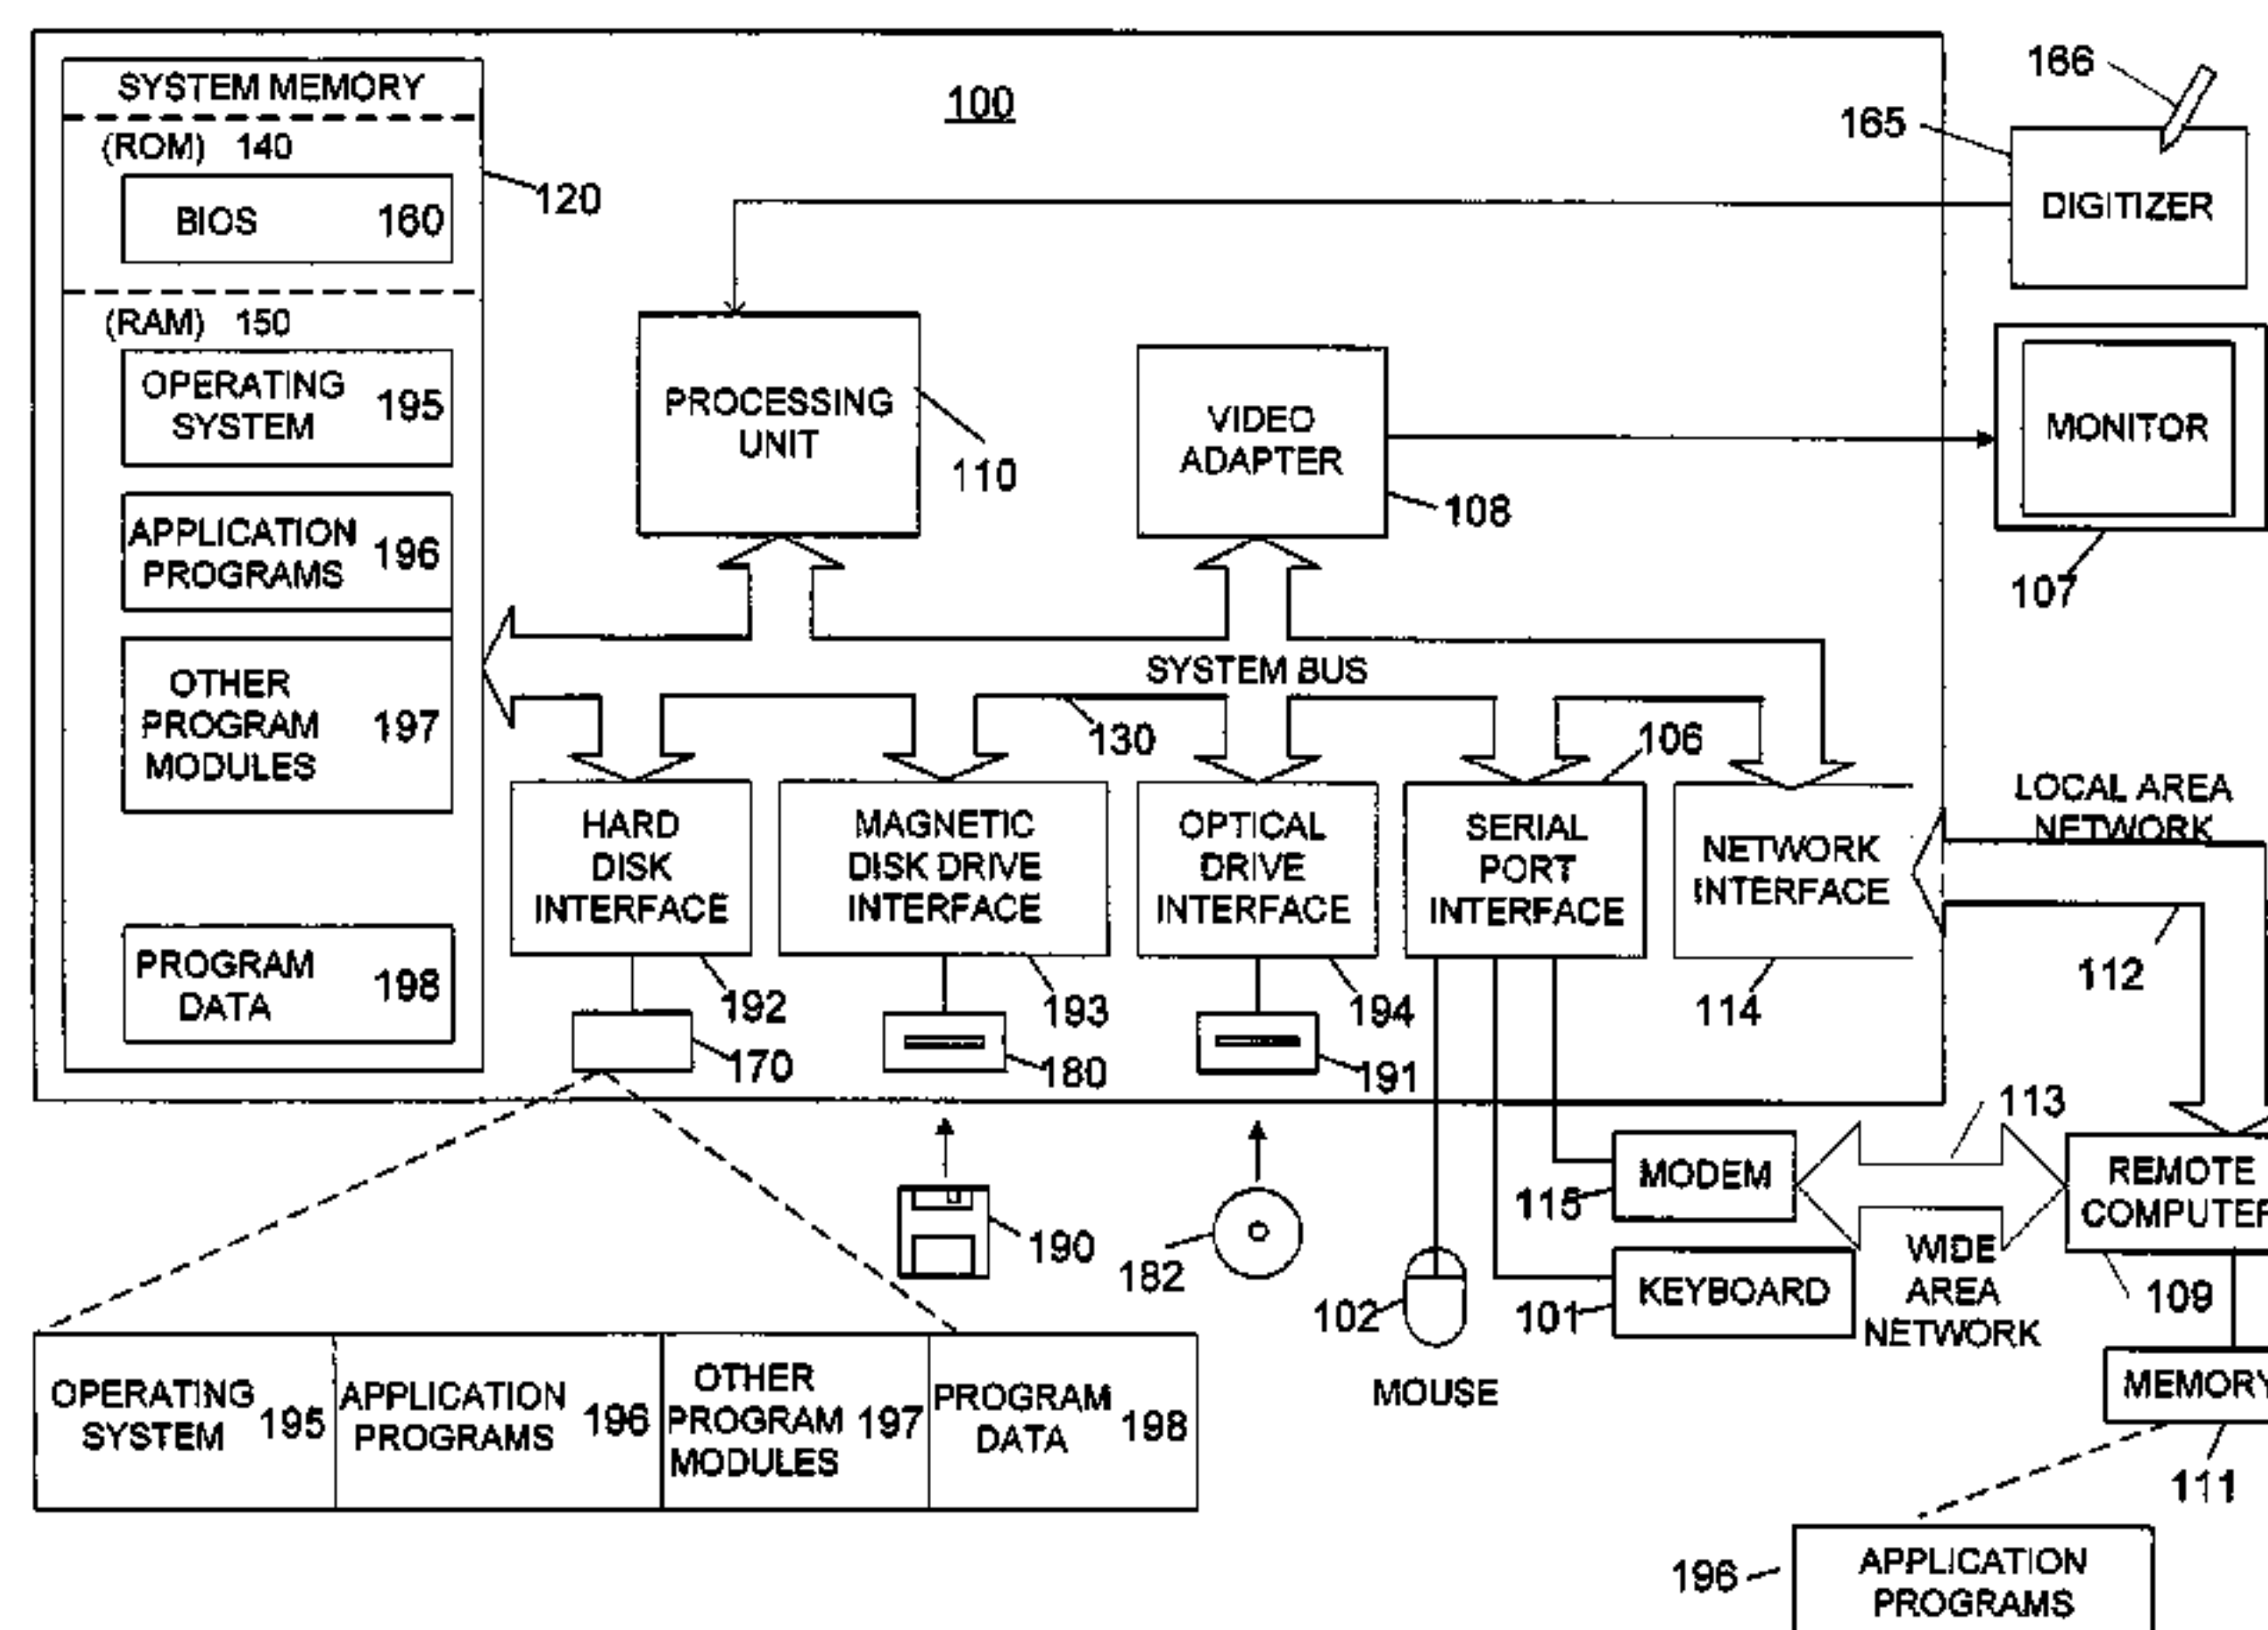 100
SYSTEM MEMORY
(ROM) 140
BIOS 160
120
(RAM) 150
OPERATING
SYSTEM 195
APPLICATION
PROGRAMS 196
OTHER
PROGRAM
MODULES 197
PROGRAM
DATA 198
PROCESSING
UNIT
110
VIDEO
ADAPTER
108
166
165
DIGITIZER
MONITOR
107
SYSTEM BUS
130
106
HARD
DISK
INTERFACE
MAGNETIC
DISK DRIVE
INTERFACE
OPTICAL
DRIVE
INTERFACE
SERIAL
PORT
INTERFACE
NETWORK
INTERFACE
LOCAL AREA
NETWORK
112
192
193
194
114
170
180
191
113
190
182
102
MOUSE
MODEM
115
KEYBOARD
101
WIDE
AREA
NETWORK
REMOTE
COMPUTER
109
MEMORY
111
OPERATING
SYSTEM 195
APPLICATION
PROGRAMS 196
OTHER
PROGRAM
MODULES 197
PROGRAM
DATA 198
196
APPLICATION
PROGRAMS